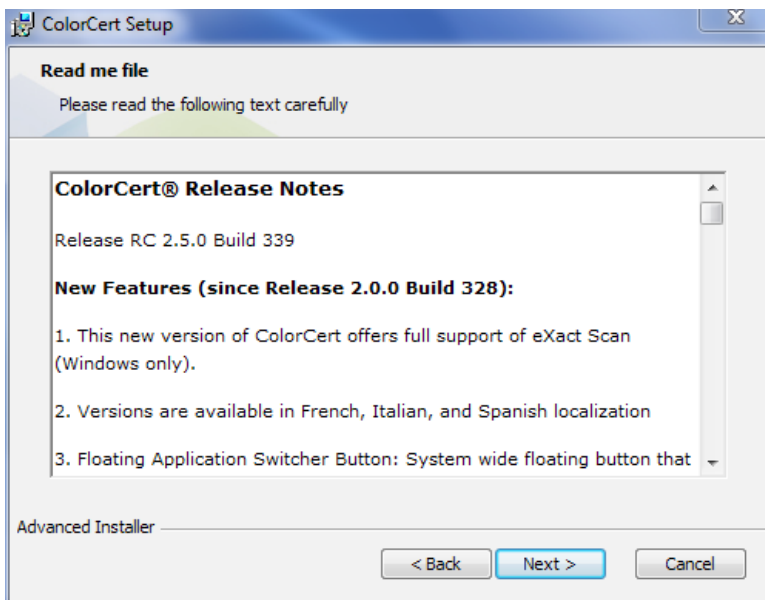 ColorCert Setup
Read me file
Please read the following text carefully
ColorCert® Release Notes
Release RC 2.5.0 Build 339
New Features (since Release 2.0.0 Build 328):
1. This new version of ColorCert offers full support of eXact Scan
(Windows only).
2. Versions are available in French, Italian, and Spanish localization
3. Floating Application Switcher Button: System wide floating button that
Advanced Installer
< Back
Next >
Cancel